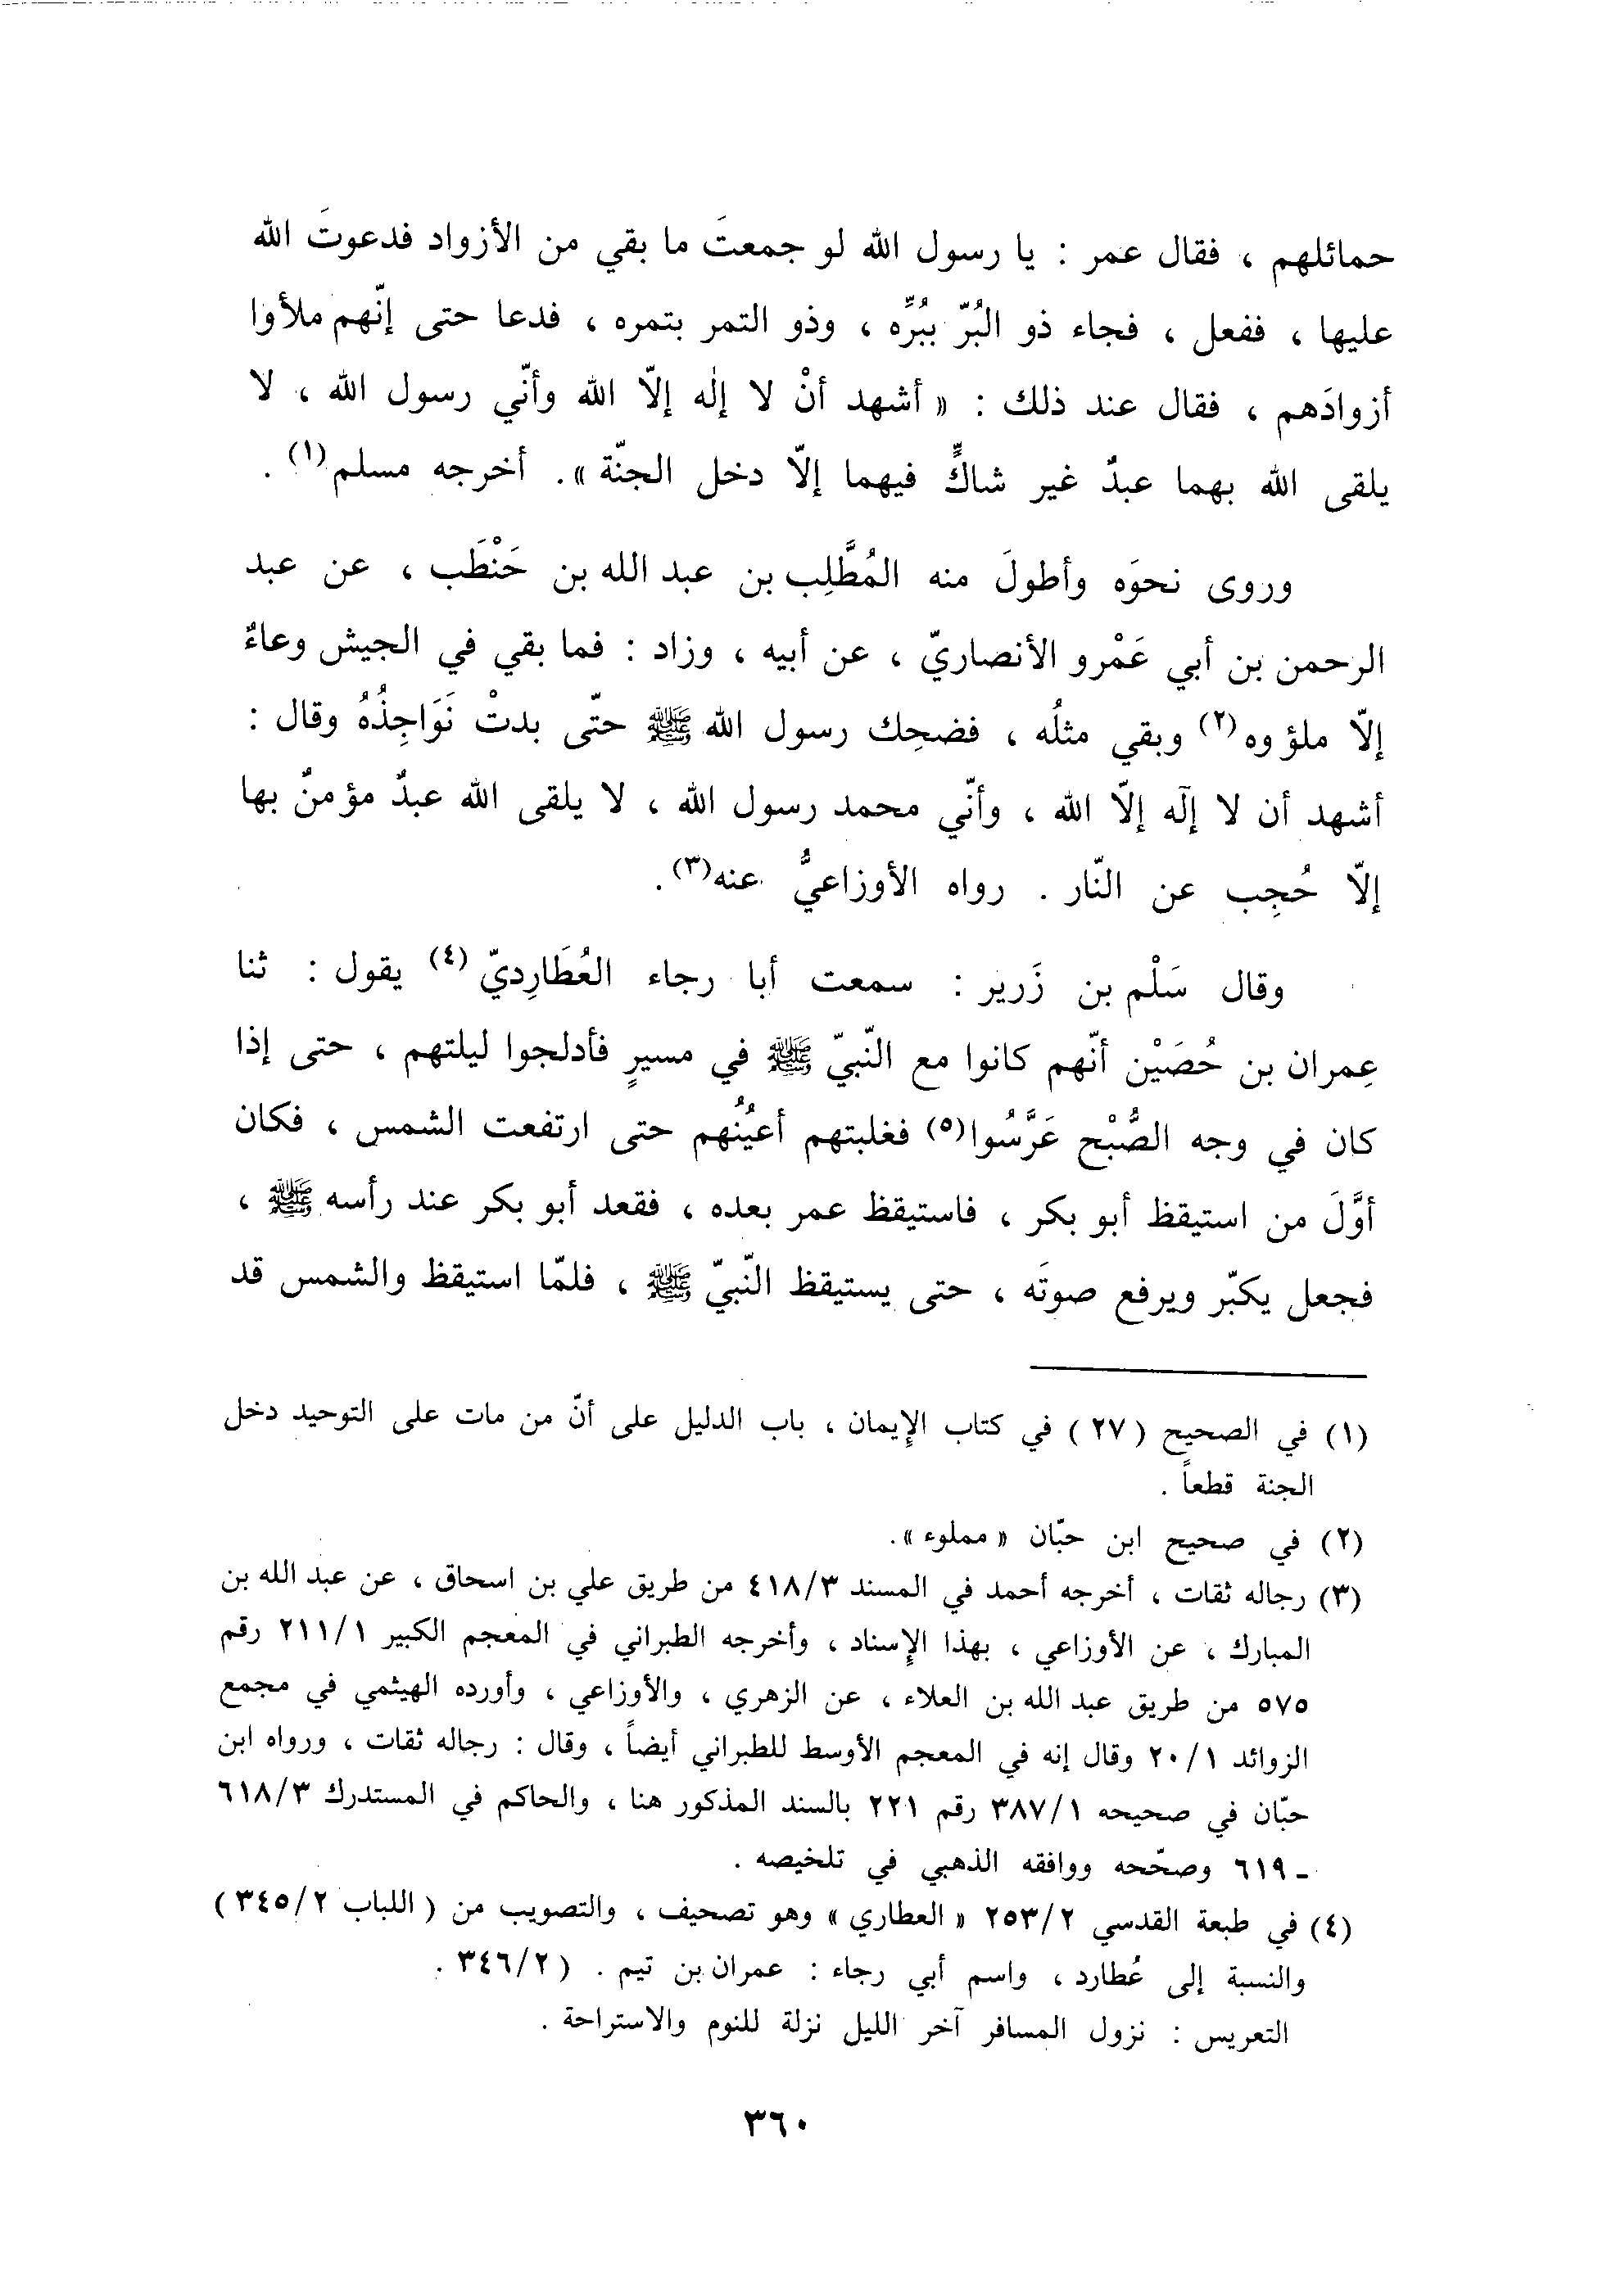 حمائلهم ، فقال عمر : يا رسول الله لو جمعتَ ما بقي من الأزواد فدعوتَ الله
عليها ، ففعل ، فجاء ذو البُرّ ببُرِّه ، وذو التمر بتمره ، فدعا حتى إنّهم ملأوا
أزوادَهم ، فقال عند ذلك : « أشهد أنْ لا إلٰه إلاّ الله وأنّي رسول الله ، لا
يلقى الله بهما عبدٌ غير شاكٍّ فيهما إلاّ دخل الجنّة ». أخرجه مسلم(١) .
وروى نحوَه وأطولَ منه المُطَّلِب بن عبد الله بن حَنْطَب ، عن عبد
الرحمن بن أبي عَمْرو الأنصاريّ ، عن أبيه ، وزاد : فما بقي في الجيش وعاءٌ
إلاّ ملؤوه(٢) وبقي مثلُه ، فضحِك رسول الله ﷺ حتّى بدتْ نَوَاجِذُهُ وقال :
أشهد أن لا إلٓه إلاّ الله ، وأنّي محمد رسول الله ، لا يلقى الله عبدٌ مؤمنٌ بها
إلاّ حُجِب عن النّار . رواه الأوزاعيُّ عنه(٣) .
وقال سَلْم بن زَرير : سمعت أبا رجاء العُطَارِديّ(٤) يقول : ثنا
عِمران بن حُصَيْن أنّهم كانوا مع النّبيّ ﷺ في مسيرٍ فأدلجوا ليلتهم ، حتى إذا
كان في وجه الصُّبْح عَرَّسُوا(٥) فغلبتهم أعيُنُهم حتى ارتفعت الشمس ، فكان
أوَّلَ من استيقظ أبو بكر ، فاستيقظ عمر بعده ، فقعد أبو بكر عند رأسه ﷺ ،
فجعل يكبّر ويرفع صوتَه ، حتى يستيقظ النّبيّ ﷺ ، فلمّا استيقظ والشمس قد
(١) في الصحيح ( ٢٧ ) في كتاب الإيمان ، باب الدليل على أنّ من مات على التوحيد دخل
الجنة قطعاً .
(٢) في صحيح ابن حبّان « مملوء ».
(٣) رجاله ثقات ، أخرجه أحمد في المسند ٤١٨/٣ من طريق علي بن اسحاق ، عن عبد الله بن
المبارك ، عن الأوزاعي ، بهذا الإسناد ، وأخرجه الطبراني في المعجم الكبير ٢١١/١ رقم
٥٧٥ من طريق عبد الله بن العلاء ، عن الزهري ، والأوزاعي ، وأورده الهيثمي في مجمع
الزوائد ٢٠/١ وقال إنه في المعجم الأوسط للطبراني أيضاً ، وقال : رجاله ثقات ، ورواه ابن
حبّان في صحيحه ٣٨٧/١ رقم ٢٢١ بالسند المذكور هنا ، والحاكم في المستدرك ٦١٨/٣
ـ ٦١٩ وصحّحه ووافقه الذهبي في تلخيصه .
(٤) في طبعة القدسي ٢٥٣/٢ « العطاري » وهو تصحيف ، والتصويب من ( اللباب ٣٤٥/٢ )
والنسبة إلى عُطارد ، واسم أبي رجاء : عمران بن تيم . ( ٣٤٦/٢ .
التعريس : نزول المسافر آخر الليل نزلة للنوم والاستراحة .
٣٦٠